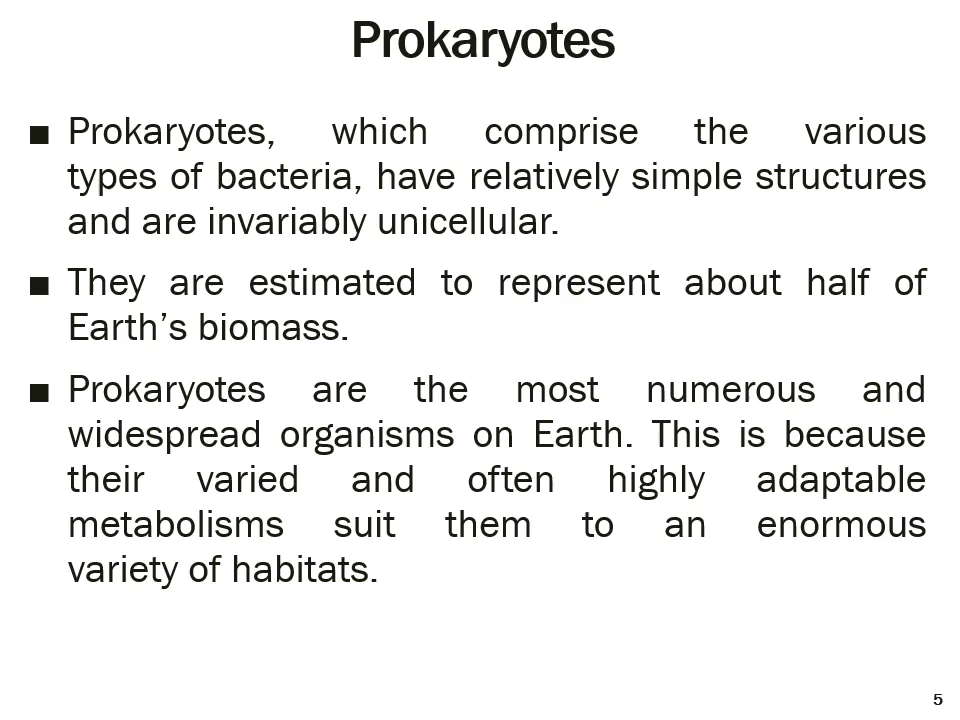 Prokaryotes
■ Prokaryotes, which comprise the various
types of bacteria, have relatively simple structures
and are invariably unicellular.
■ They are estimated to represent about half of
Earth’s biomass.
■ Prokaryotes are the most numerous and
widespread organisms on Earth. This is because
their varied and often highly adaptable
metabolisms suit them to an enormous
variety of habitats.
5